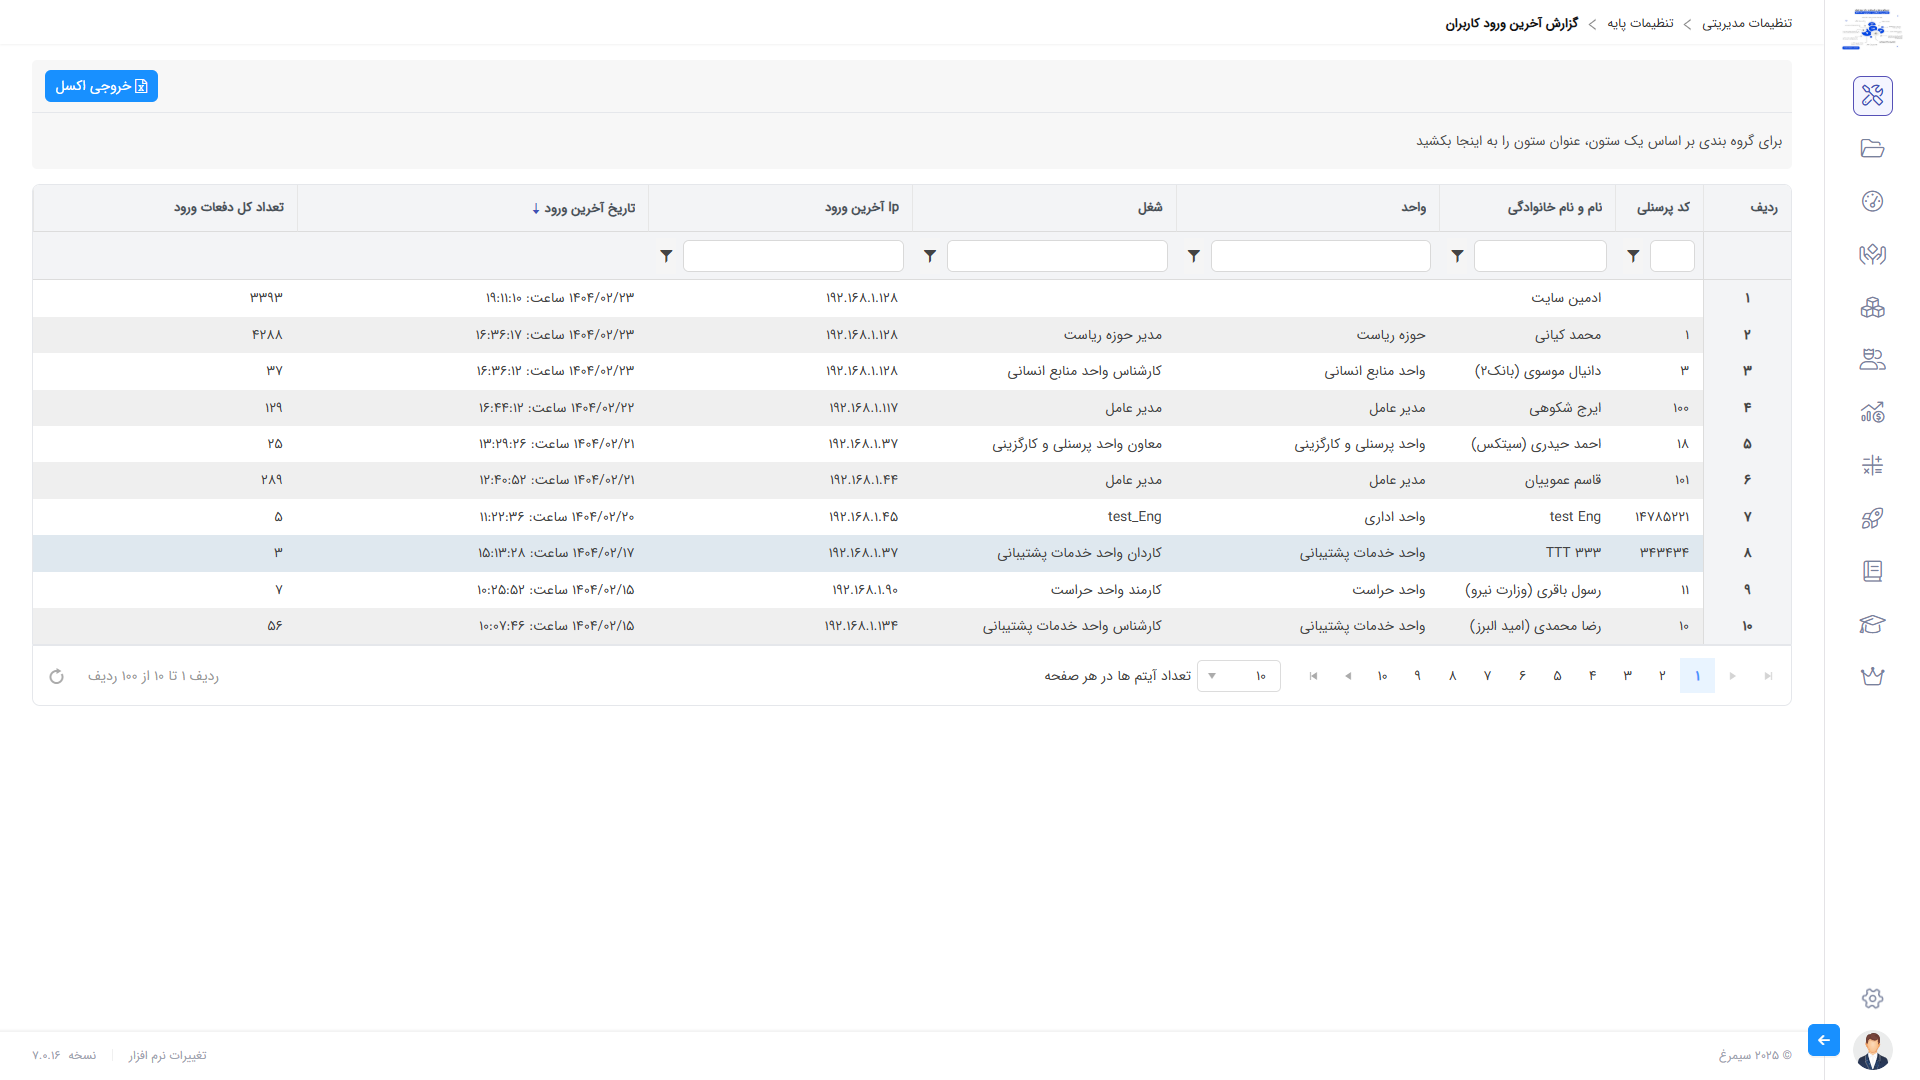 تنظیمات مدیریتی > تنظیمات پایه > گزارش آخرین ورود کاربران
خروجی اکسل
برای گروه بندی بر اساس یک ستون، عنوان ستون را به اینجا بکشید
ردیف کد پرسنلی نام و نام خانوادگی واحد شغل Ip آخرین ورود تاریخ آخرین ورود ↓ تعداد کل دفعات ورود
۱ ادمین سایت ۱۹۲.۱۶۸.۱.۱۲۸ ۱۴۰۴/۰۲/۲۳ ساعت: ۱۹:۱۱:۱۰ ۳۳۹۳
۲ ۱ محمد کیانی حوزه ریاست مدیر حوزه ریاست ۱۹۲.۱۶۸.۱.۱۲۸ ۱۴۰۴/۰۲/۲۳ ساعت: ۱۶:۳۶:۱۷ ۴۲۸۸
۳ ۳ دانیال موسوی (بانک۲) واحد منابع انسانی کارشناس واحد منابع انسانی ۱۹۲.۱۶۸.۱.۱۲۸ ۱۴۰۴/۰۲/۲۳ ساعت: ۱۶:۳۶:۱۲ ۳۷
۴ ۱۰۰ ایرج شکوهی مدیر عامل مدیر عامل ۱۹۲.۱۶۸.۱.۱۱۷ ۱۴۰۴/۰۲/۲۲ ساعت: ۱۶:۴۴:۱۲ ۱۲۹
۵ ۱۸ احمد حیدری (سیتکس) واحد پرسنلی و کارگزینی معاون واحد پرسنلی و کارگزینی ۱۹۲.۱۶۸.۱.۳۷ ۱۴۰۴/۰۲/۲۱ ساعت: ۱۳:۲۹:۲۶ ۲۵
۶ ۱۰۱ قاسم عموییان مدیر عامل مدیر عامل ۱۹۲.۱۶۸.۱.۴۴ ۱۴۰۴/۰۲/۲۱ ساعت: ۱۲:۴۰:۵۲ ۲۸۹
۷ ۱۴۷۸۵۲۲۱ test Eng واحد اداری test_Eng ۱۹۲.۱۶۸.۱.۴۵ ۱۴۰۴/۰۲/۲۰ ساعت: ۱۱:۲۲:۳۶ ۵
۸ ۳۴۳۴۳۴ TTT ۳۳۳ واحد خدمات پشتیبانی کاردان واحد خدمات پشتیبانی ۱۹۲.۱۶۸.۱.۳۷ ۱۴۰۴/۰۲/۱۷ ساعت: ۱۵:۱۳:۲۸ ۳
۹ ۱۱ رسول باقری (وزارت نیرو) واحد حراست کارمند واحد حراست ۱۹۲.۱۶۸.۱.۹۰ ۱۴۰۴/۰۲/۱۵ ساعت: ۱۰:۲۵:۵۲ ۷
۱۰ ۱۰ رضا محمدی (امید البرز) واحد خدمات پشتیبانی کارشناس واحد خدمات پشتیبانی ۱۹۲.۱۶۸.۱.۱۳۴ ۱۴۰۴/۰۲/۱۵ ساعت: ۱۰:۰۷:۴۶ ۵۶
۱ ۲ ۳ ۴ ۵ ۶ ۷ ۸ ۹ ۱۰ ۱۰ تعداد آیتم ها در هر صفحه ردیف ۱ تا ۱۰ از ۱۰۰ ردیف
© ۲۰۲۵ سیمرغ تغییرات نرم افزار نسخه ۷.۰.۱۶